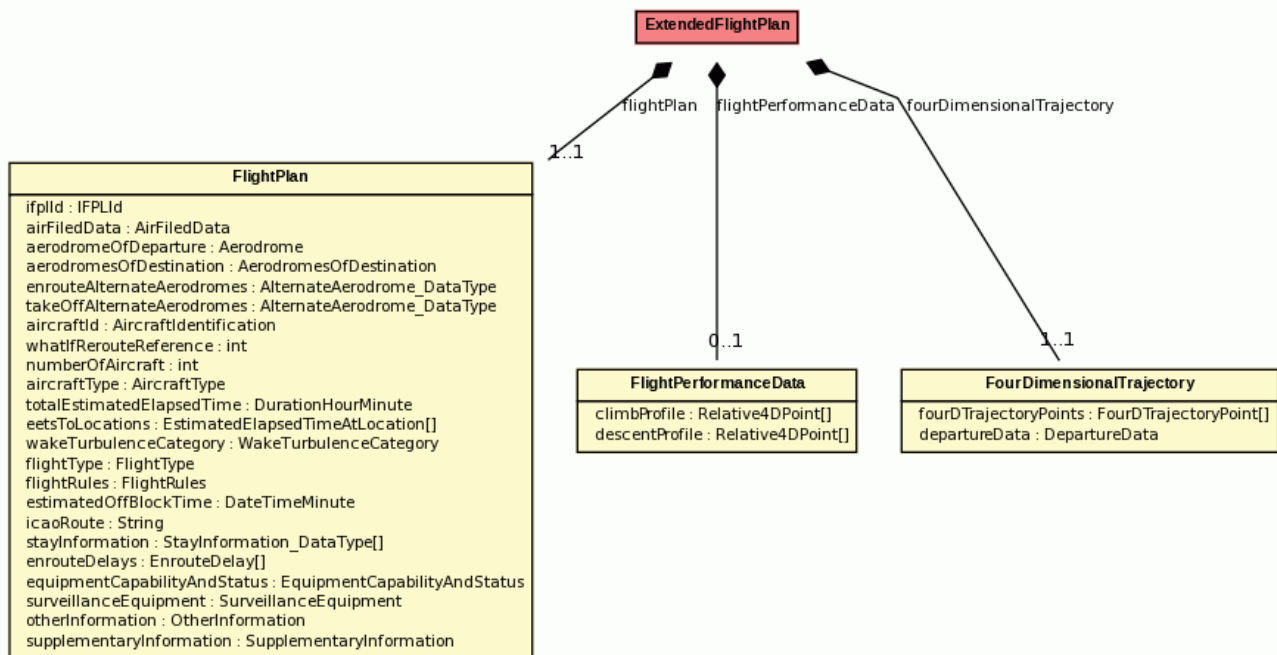 ExtendedFlightPlan
flightPlan
flightPerformanceData
fourDimensionalTrajectory
1..1
FlightPlan
ifplId : IFPLId
airFiledData : AirFiledData
aerodromeOfDeparture : Aerodrome
aerodromesOfDestination : AerodromesOfDestination
enrouteAlternateAerodromes : AlternateAerodrome_DataType
takeOffAlternateAerodromes : AlternateAerodrome_DataType
aircraftId : AircraftIdentification
whatIfRerouteReference : int
numberOfAircraft : int
aircraftType : AircraftType
totalEstimatedElapsedTime : DurationHourMinute
eetsToLocations : EstimatedElapsedTimeAtLocation[]
wakeTurbulenceCategory : WakeTurbulenceCategory
flightType : FlightType
flightRules : FlightRules
estimatedOffBlockTime : DateTimeMinute
icaoRoute : String
stayInformation : StayInformation_DataType[]
enrouteDelays : EnrouteDelay[]
equipmentCapabilityAndStatus : EquipmentCapabilityAndStatus
surveillanceEquipment : SurveillanceEquipment
otherInformation : OtherInformation
supplementaryInformation : SupplementaryInformation
0..1
FlightPerformanceData
climbProfile : Relative4DPoint[]
descentProfile : Relative4DPoint[]
1..1
FourDimensionalTrajectory
fourDTrajectoryPoints : FourDTrajectoryPoint[]
departureData : DepartureData